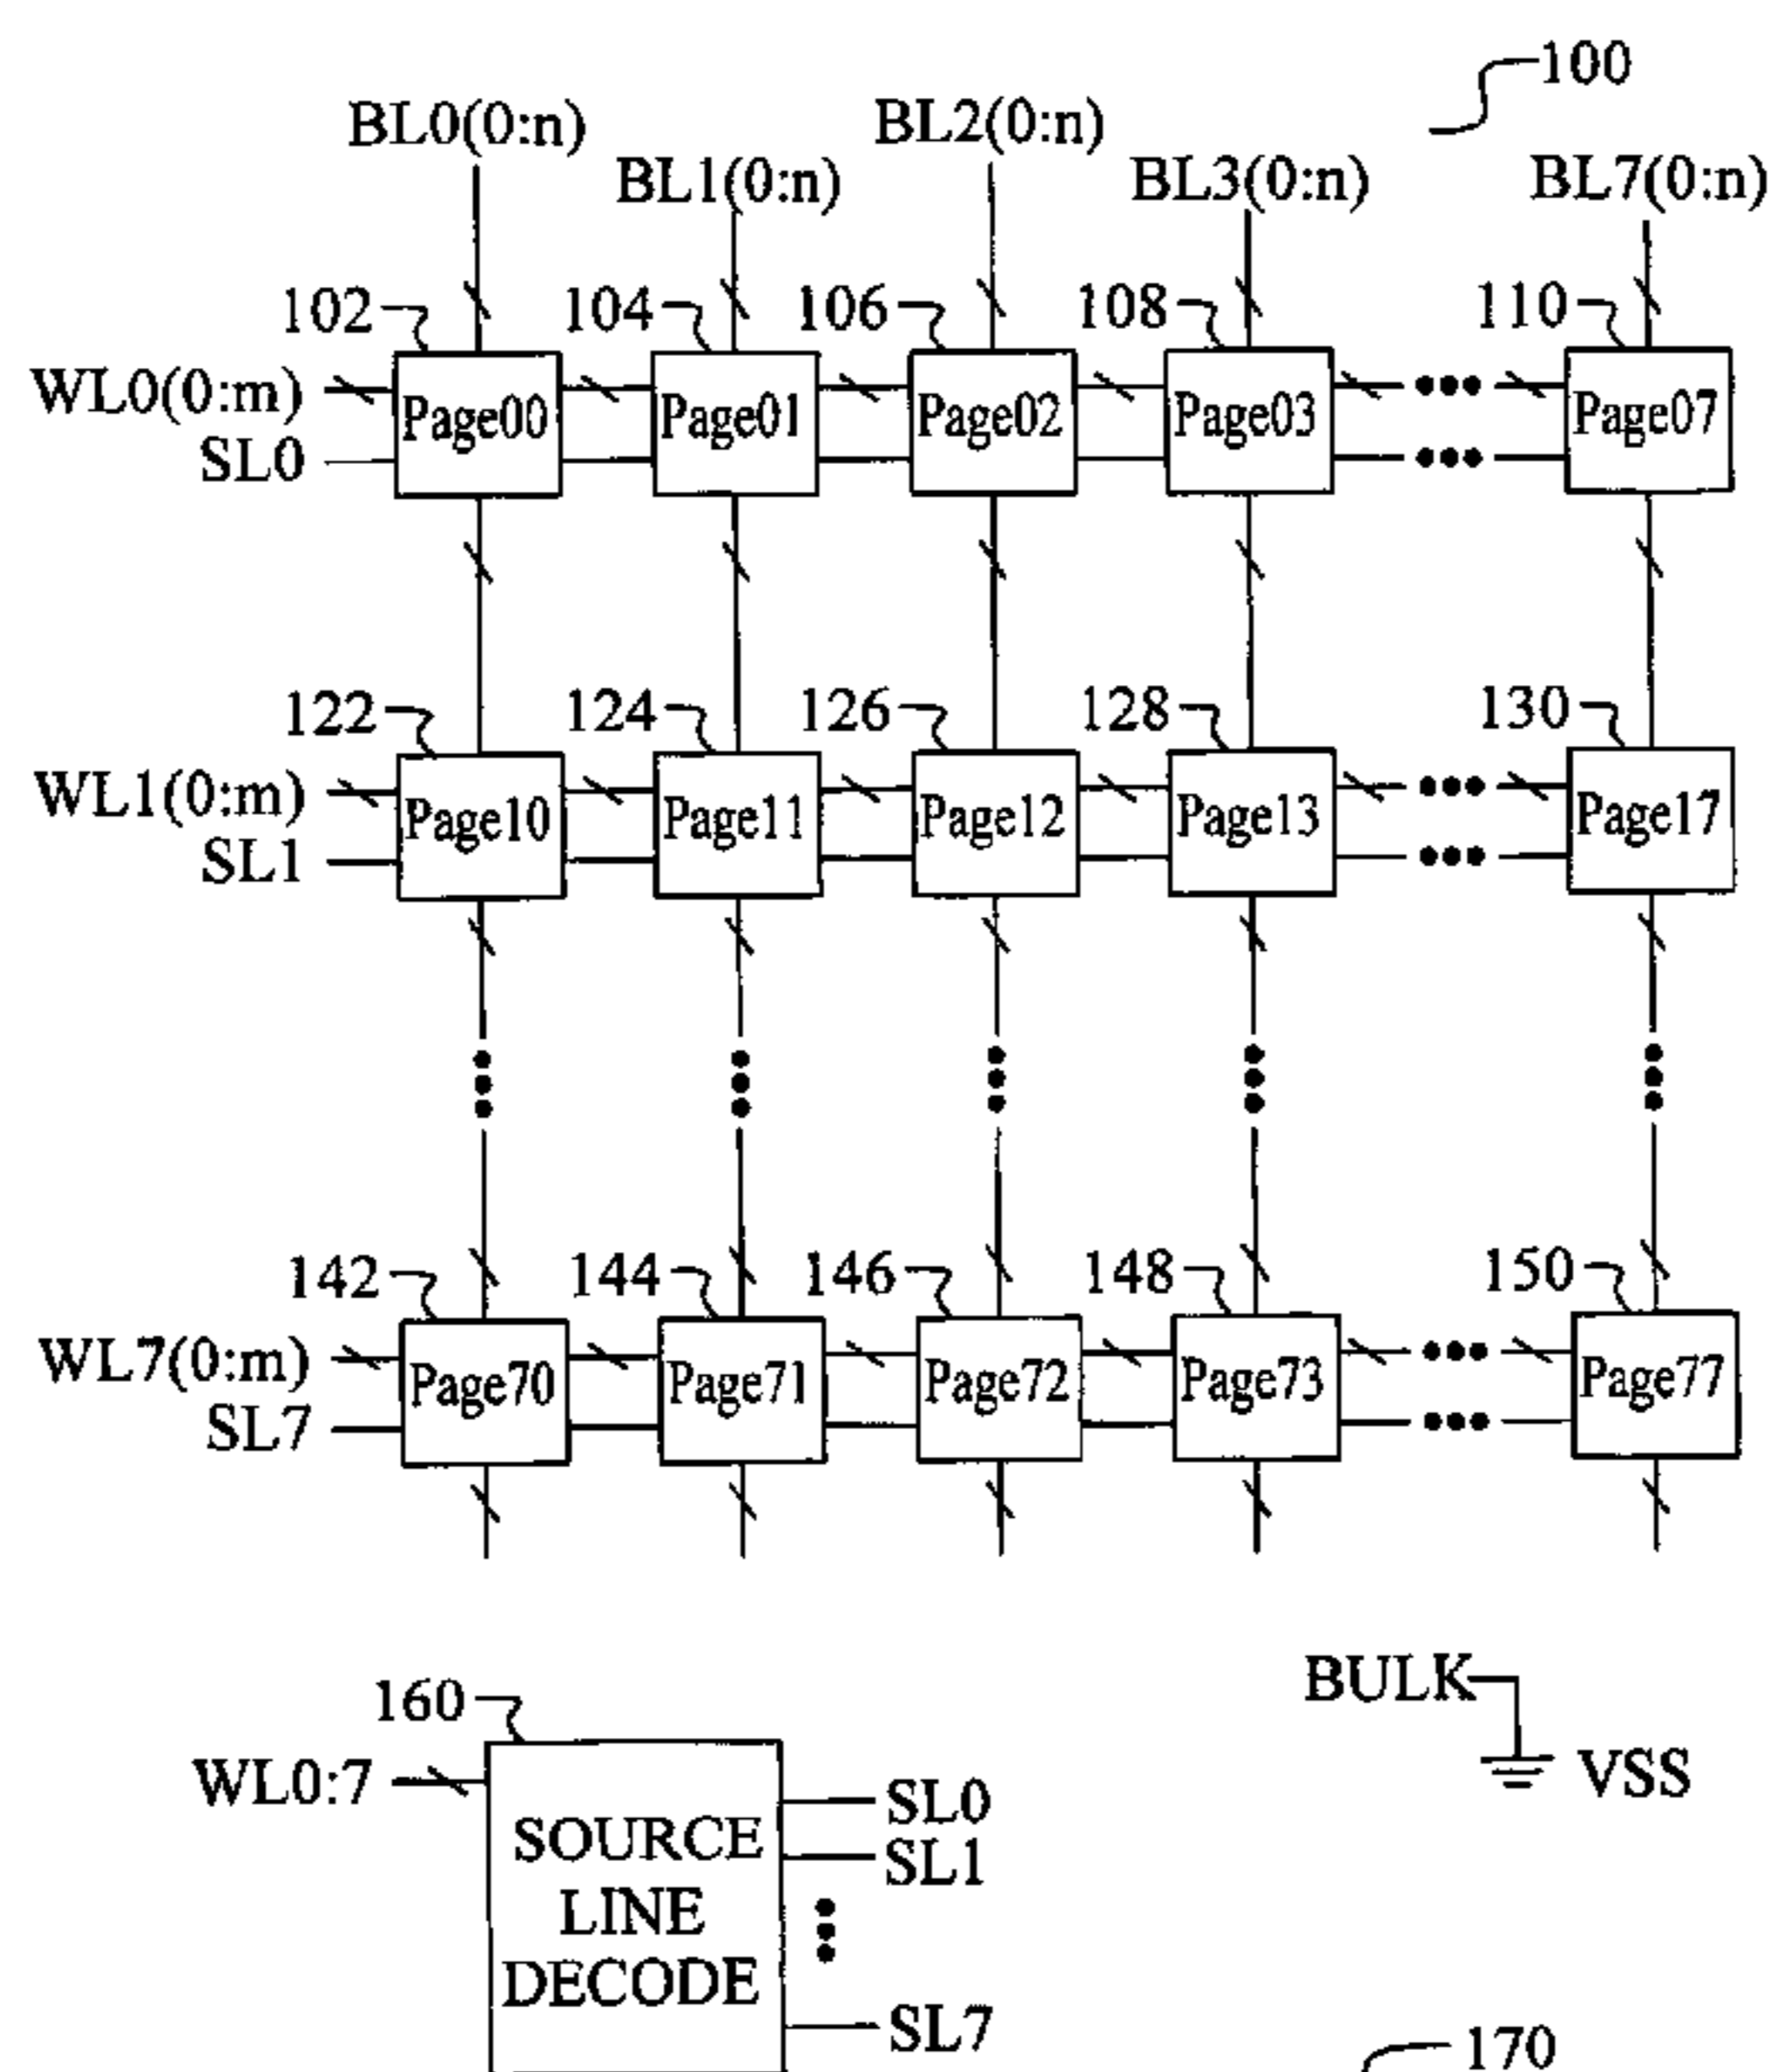 100
BL0(0:n)
BL2(0:n)
BL1(0:n)
BL3(0:n)
BL7(0:n)
102
104
106
108
110
WL0(0:m)
Page00
Page01
Page02
Page03
Page07
SL0
122
124
126
128
130
WL1(0:m)
Page10
Page11
Page12
Page13
Page17
SL1
142
144
146
148
150
WL7(0:m)
Page70
Page71
Page72
Page73
Page77
SL7
BULK
VSS
160
WL0:7
SOURCE
LINE
DECODE
SL0
SL1
SL7
170